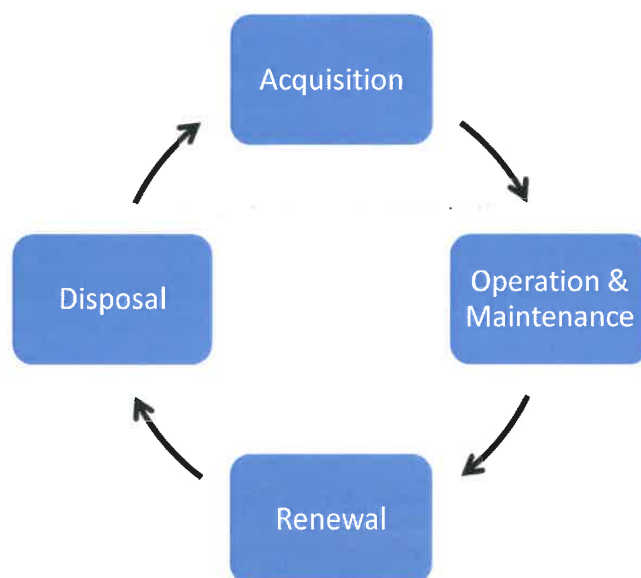 Acquisition
Operation &
Maintenance
Renewal
Disposal